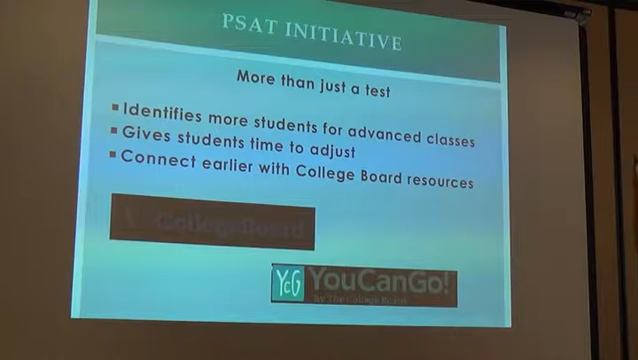 PSAT INITIATIVE
More than just a test
▪ Identifies more students for advanced classes
▪ Gives students time to adjust
▪ Connect earlier with College Board resources
CollegeBoard
YcG YouCanGo!
by The College Board